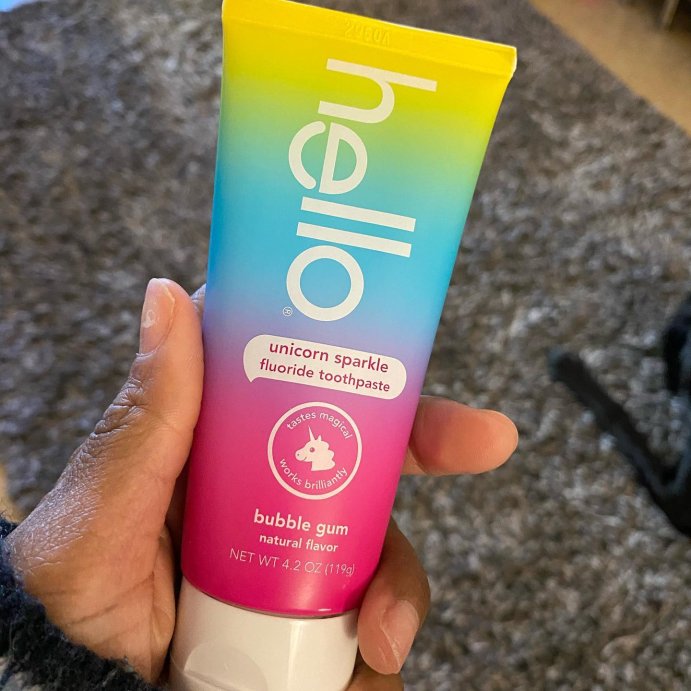 hello
®
unicorn sparkle
fluoride toothpaste
tastes magical
works brilliantly
bubble gum
natural flavor
NET WT 4.2 OZ (119g)